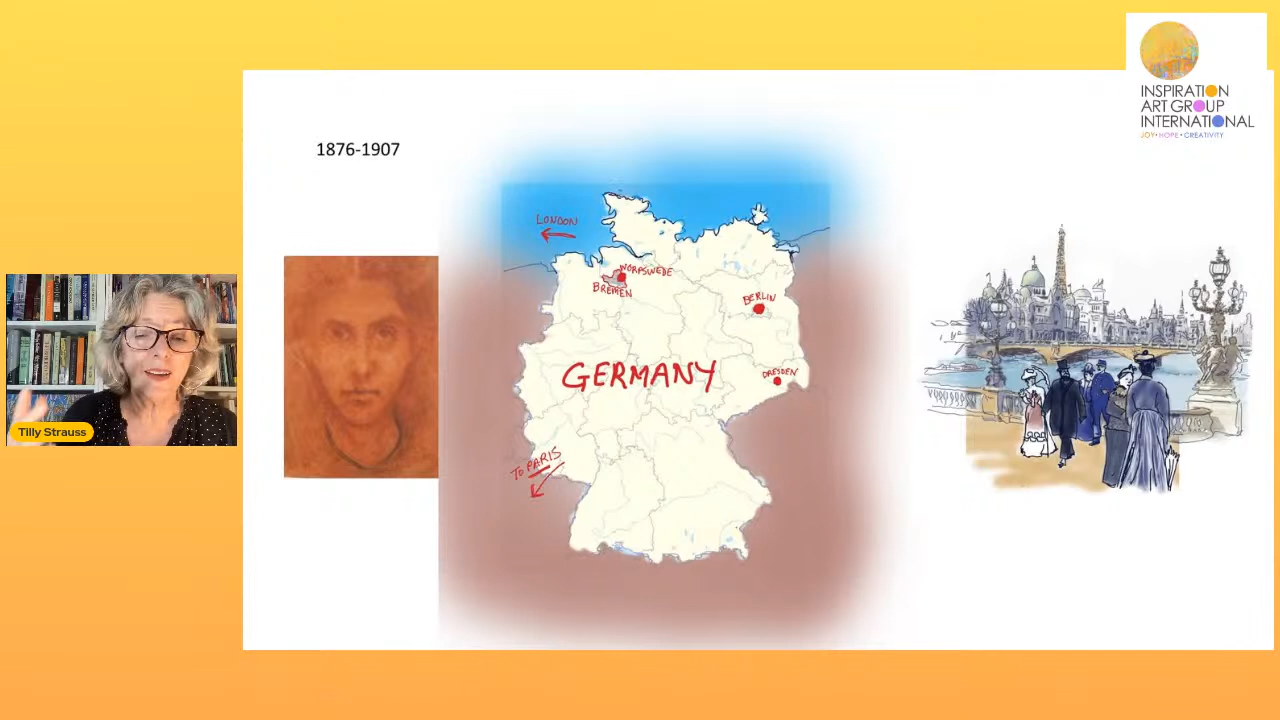 INSPIRATION
ART GROUP
INTERNATIONAL
JOY•HOPE•CREATIVITY
1876-1907
LONDON
WORPSWEDE
BREMEN
BERLIN
GERMANY
DRESDEN
TO PARIS
Tilly Strauss